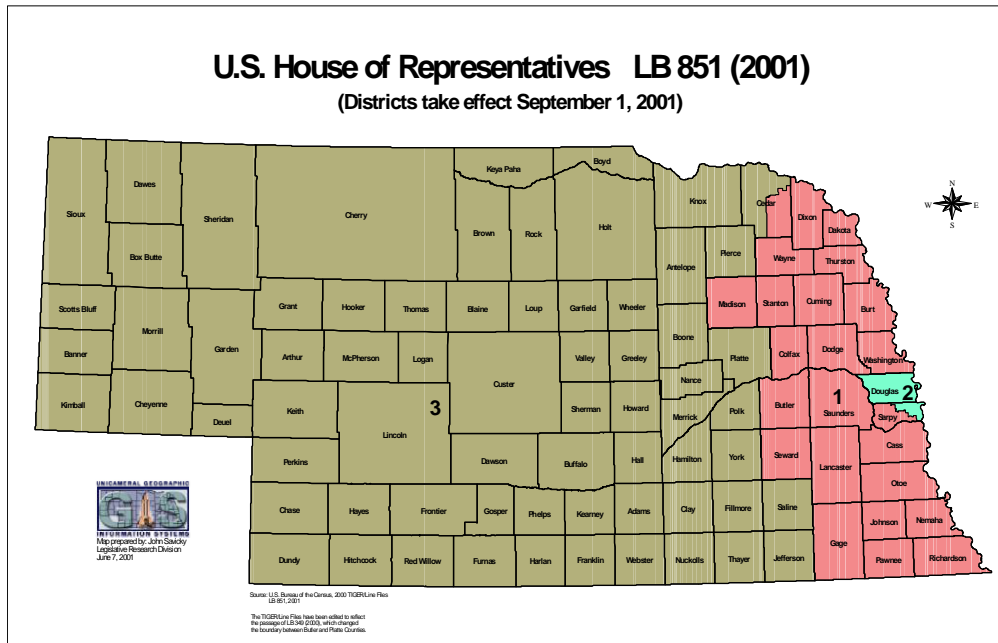 U.S. House of Representatives LB 851 (2001)
(Districts take effect September 1, 2001)
N
W E
S
Sioux
Dawes
Sheridan
Box Butte
Scotts Bluff
Banner
Kimball
Morrill
Cheyenne
Garden
Deuel
Cherry
Keya Paha
Boyd
Brown
Rock
Holt
Grant
Hooker
Thomas
Blaine
Loup
Garfield
Wheeler
Arthur
McPherson
Logan
Custer
Valley
Greeley
Keith
Lincoln
3
Sherman
Howard
Perkins
Dawson
Buffalo
Hall
Chase
Hayes
Frontier
Gosper
Phelps
Kearney
Adams
Dundy
Hitchcock
Red Willow
Furnas
Harlan
Franklin
Webster
Knox
Cedar
Antelope
Pierce
Boone
Platte
Nance
Merrick
Polk
Hamilton
York
Clay
Fillmore
Saline
Nuckolls
Thayer
Jefferson
Dixon
Dakota
Wayne
Thurston
Madison
Stanton
Cuming
Burt
Colfax
Dodge
Washington
Douglas
2
Sarpy
Butler
1
Saunders
Seward
Lancaster
Cass
Otoe
Gage
Johnson
Nemaha
Pawnee
Richardson
UNICAMERAL GEOGRAPHIC
GIS
INFORMATION SYSTEMS
Map prepared by: John Savicky
Legislative Research Division
June 7, 2001
Source: U.S. Bureau of the Census, 2000 TIGER/Line Files
LB 851, 2001
The TIGER/Line Files have been edited to reflect
the passage of LB 349 (2000), which changed
the boundary between Butler and Platte Counties.